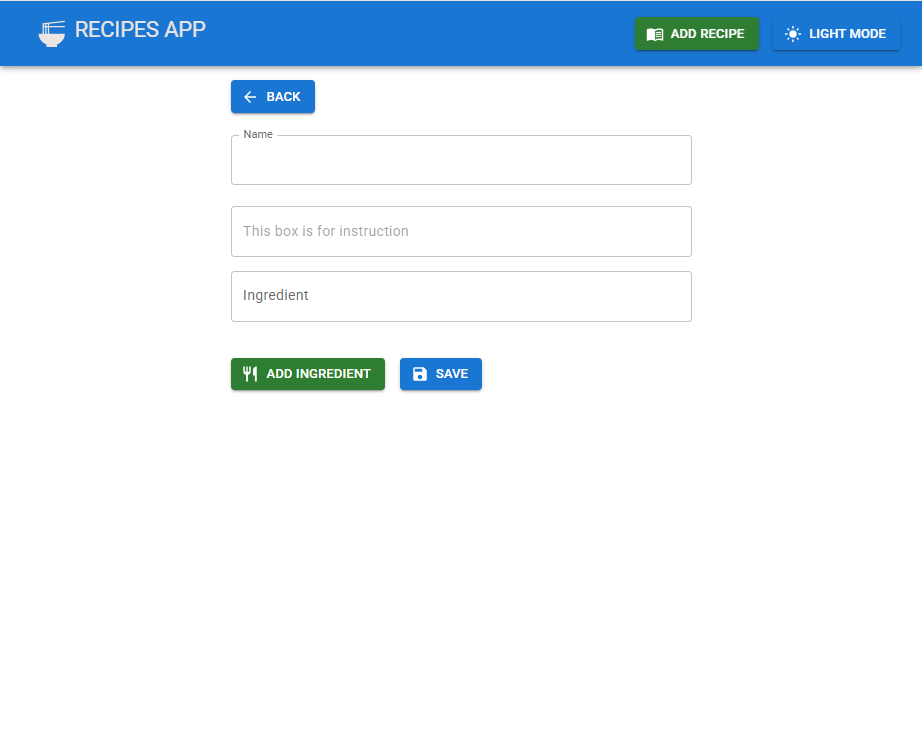 RECIPES APP
ADD RECIPE
LIGHT MODE
BACK
Name
This box is for instruction
Ingredient
ADD INGREDIENT
SAVE